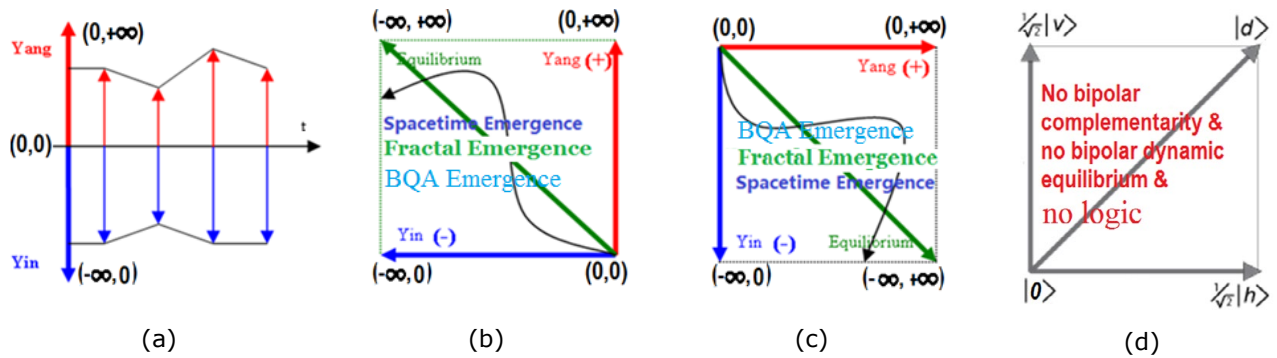 Yang
(0,+∞)
(0,0)
t
Yin
(-∞,0)
(a)
(-∞, +∞)
(0,+∞)
Equilibrium
Yang (+)
Spacetime Emergence
Fractal Emergence
BQA Emergence
Yin (-)
(-∞,0)
(0,0)
(b)
(0,0)
(0,+∞)
Yang (+)
BQA Emergence
Fractal Emergence
Spacetime Emergence
Yin (-)
Equilibrium
(-∞,0)
(-∞, +∞)
(c)
1/√2|v⟩
|d⟩
No bipolar
complementarity &
no bipolar dynamic
equilibrium &
no logic
|0⟩
1/√2|h⟩
(d)